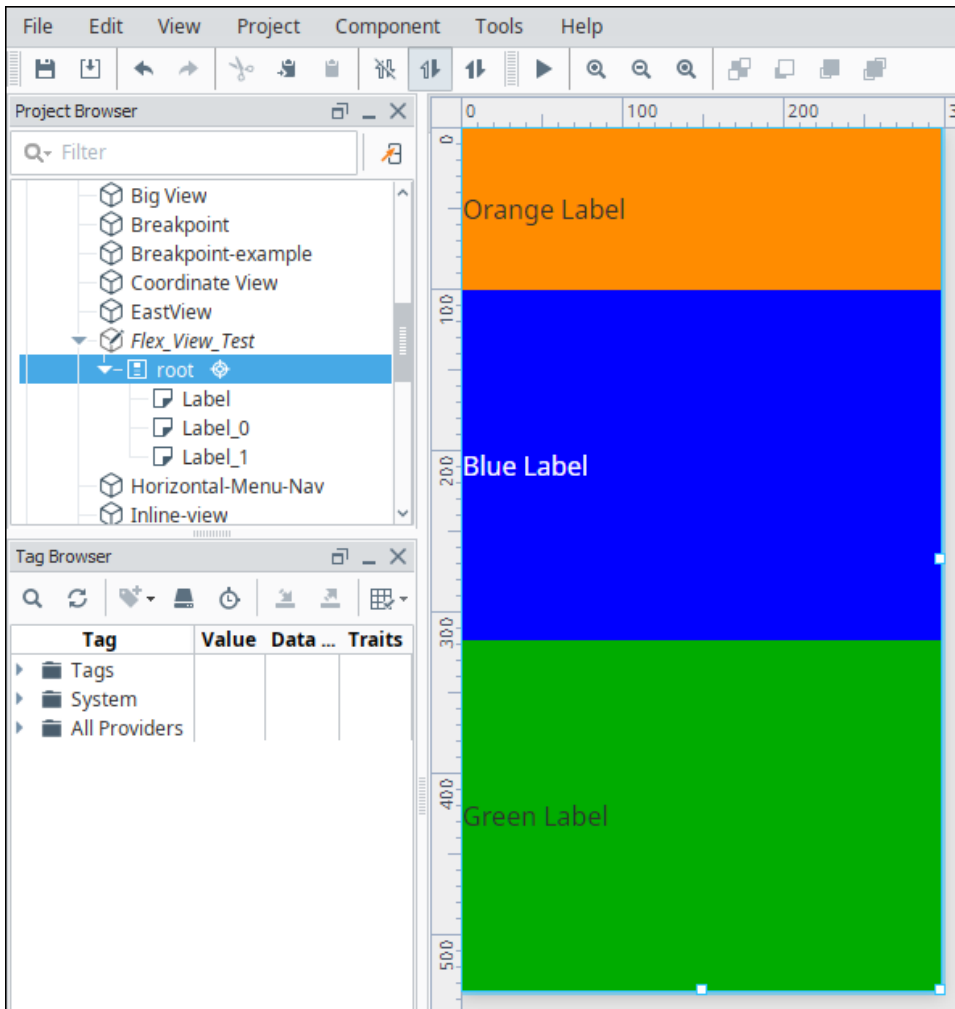 File Edit View Project Component Tools Help
Project Browser
Filter
Big View
Breakpoint
Breakpoint-example
Coordinate View
EastView
Flex_View_Test
root
Label
Label_0
Label_1
Horizontal-Menu-Nav
Inline-view
Tag Browser
Tag Value Data ... Traits
Tags
System
All Providers
0 100 200 3
0
100
200
300
400
500
Orange Label
Blue Label
Green Label